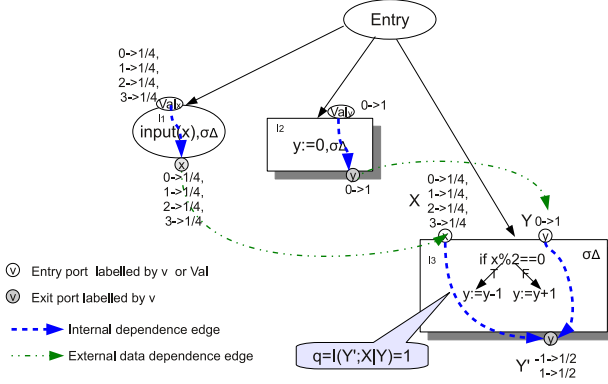 Entry
0->1/4,
1->1/4,
2->1/4,
3->1/4
Valx
I1
input(x),σΔ
x
0->1/4,
1->1/4,
2->1/4,
3->1/4
Valy
0->1
I2
y:=0,σΔ
y
0->1
X
0->1/4,
1->1/4,
2->1/4,
3->1/4
x
Y 0->1
y
I3
σΔ
if x%2==0
T F
y:=y-1 y:=y+1
y
Y' -1->1/2
1->1/2
q=I(Y';X|Y)=1
v Entry port labelled by v or Val
v Exit port labelled by v
Internal dependence edge
External data dependence edge